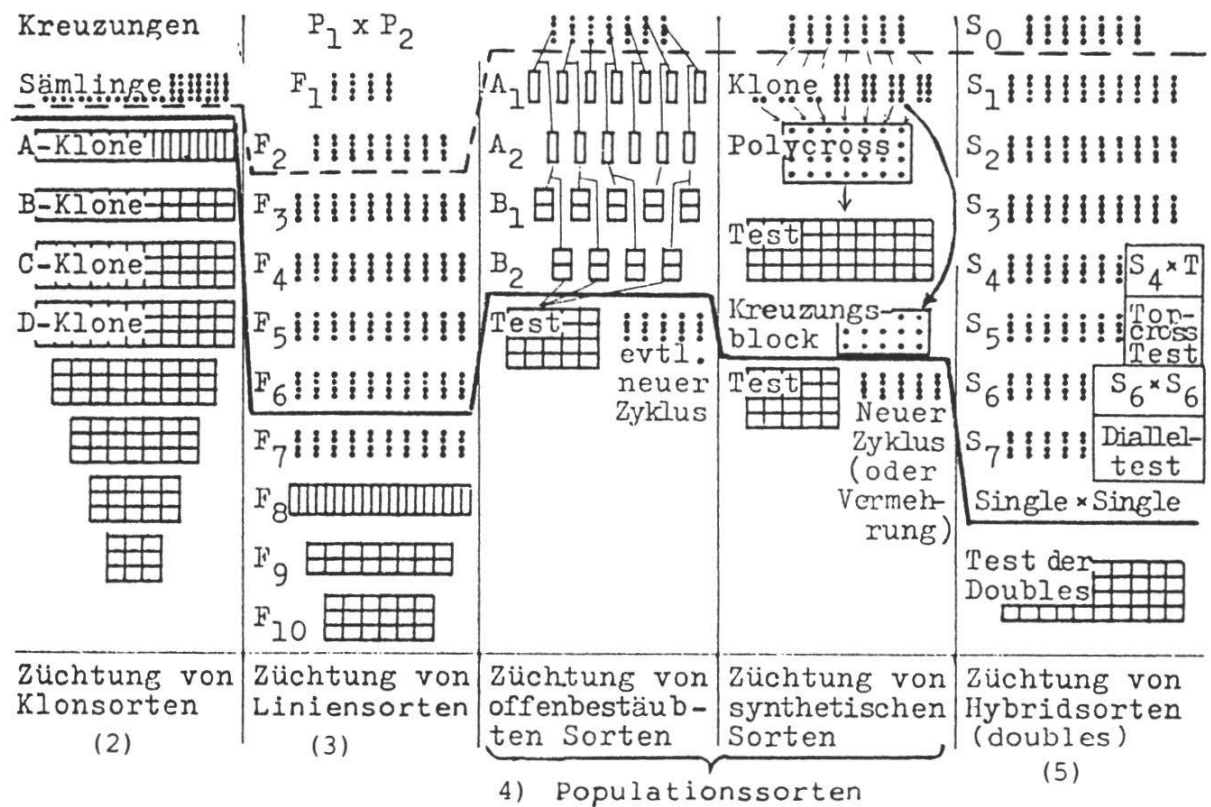 Kreuzungen
Sämlinge
A-Klone
B-Klone
C-Klone
D-Klone
Züchtung von
Klonsorten
(2)
P1 x P2
F1
F2
F3
F4
F5
F6
F7
F8
F9
F10
Züchtung von
Liniensorten
(3)
A1
A2
B1
B2
Test
evtl.
neuer
Zyklus
Züchtung von
offenbestäub-
ten Sorten
Klone
Polycross
Test
Kreuzungs-
block
Test
Neuer
Zyklus
(oder
Vermeh-
rung)
Züchtung von
synthetischen
Sorten
4) Populationssorten
S0
S1
S2
S3
S4
S4 × T
S5
Top-
cross
Test
S6
S6 × S6
S7
Diallel-
test
Single × Single
Test der
Doubles
Züchtung von
Hybridsorten
(doubles)
(5)